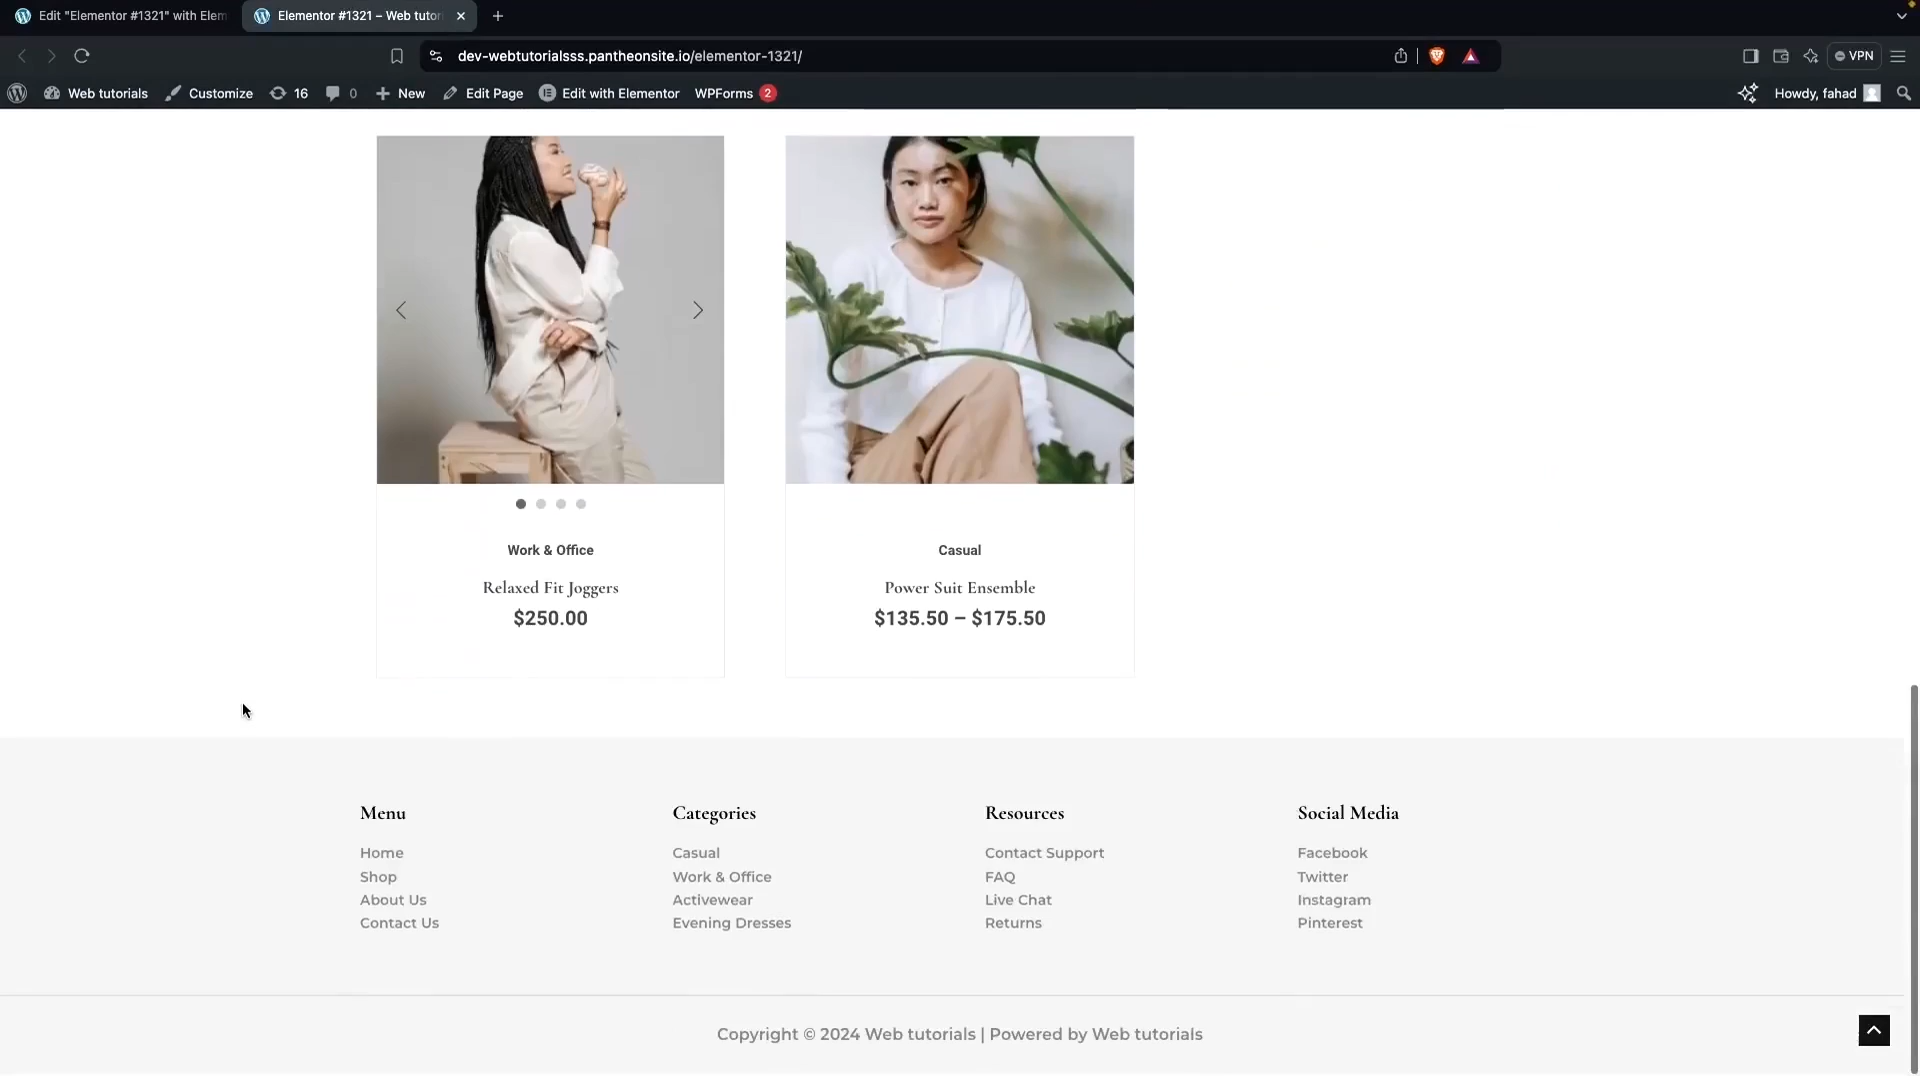 Edit "Elementor #1321" with Elem
Elementor #1321 – Web tutor
dev-webtutorialsss.pantheonsite.io/elementor-1321/
VPN
Web tutorials
Customize
16
0
New
Edit Page
Edit with Elementor
WPForms 2
Howdy, fahad
Work & Office
Relaxed Fit Joggers
$250.00
Casual
Power Suit Ensemble
$135.50 – $175.50
Menu
Home
Shop
About Us
Contact Us
Categories
Casual
Work & Office
Activewear
Evening Dresses
Resources
Contact Support
FAQ
Live Chat
Returns
Social Media
Facebook
Twitter
Instagram
Pinterest
Copyright © 2024 Web tutorials | Powered by Web tutorials